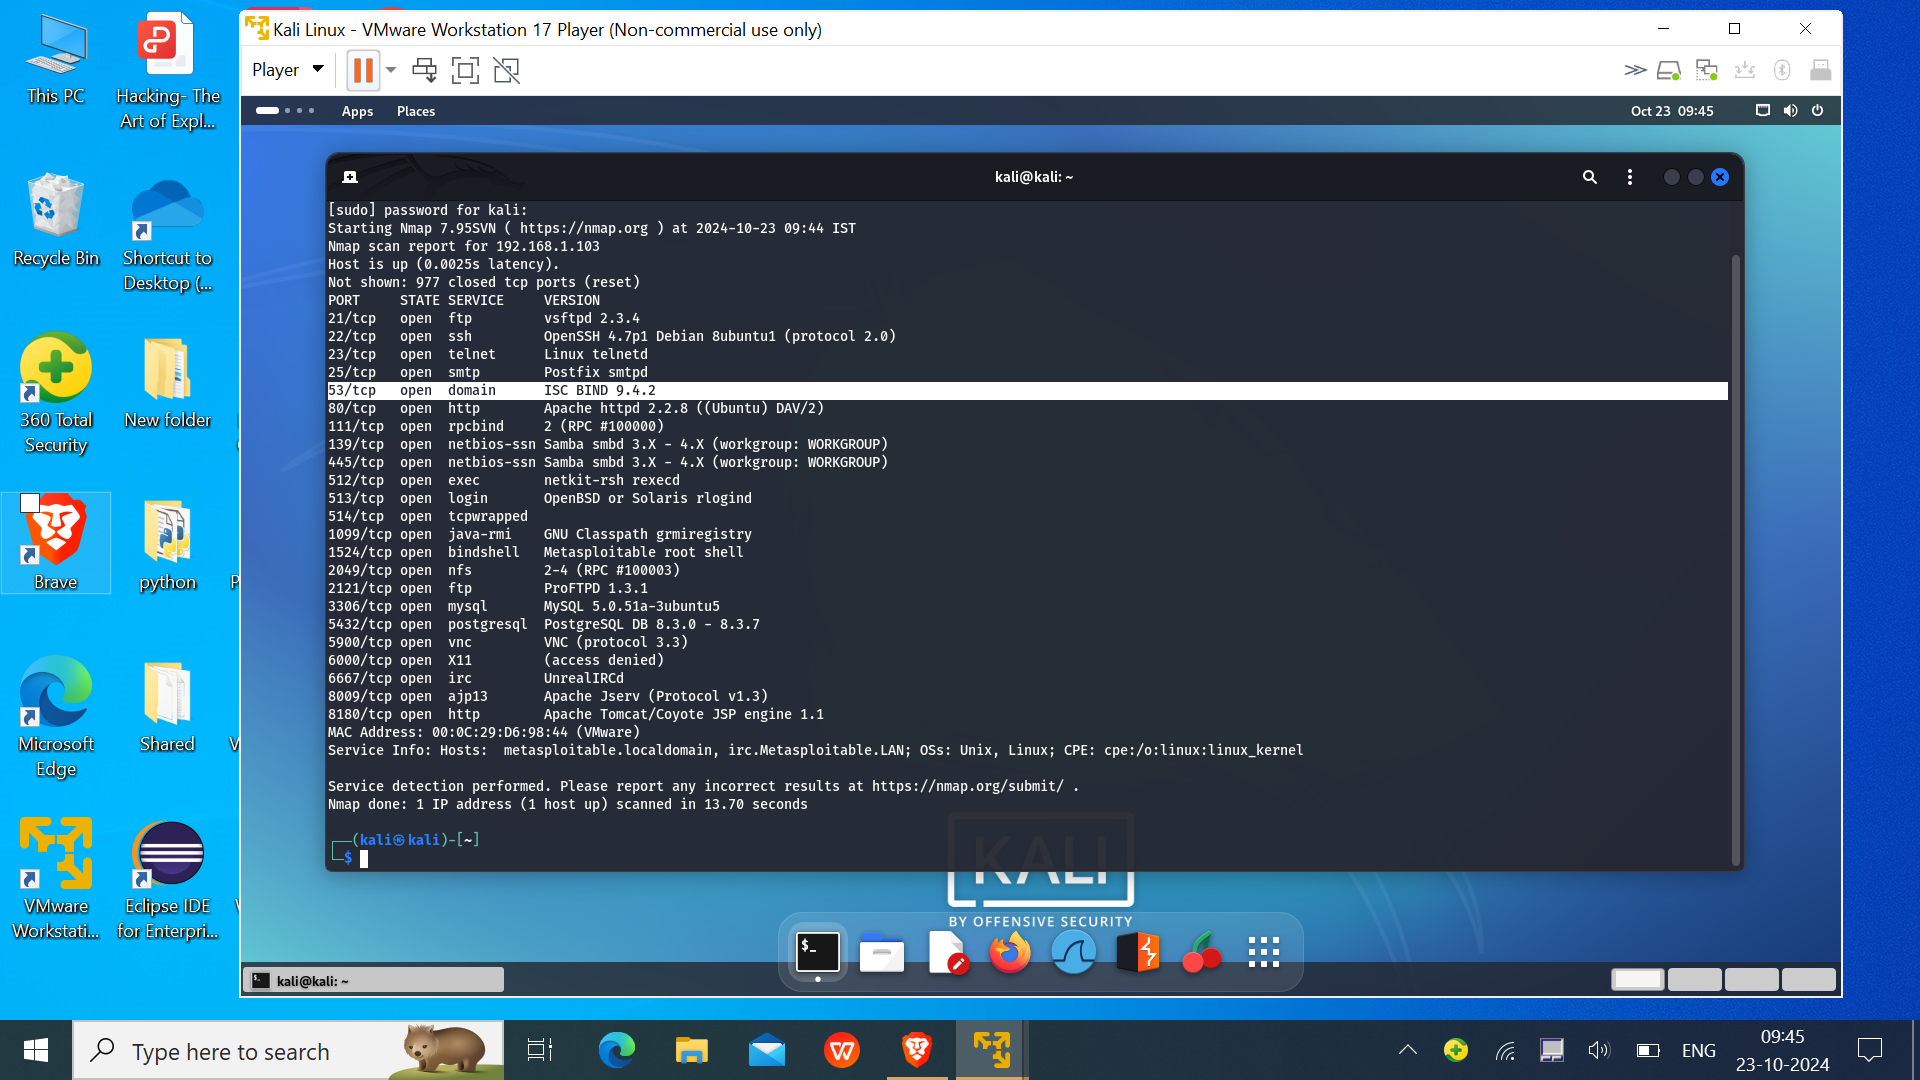 Kali Linux - VMware Workstation 17 Player (Non-commercial use only)
Player
Apps Places
Oct 23 09:45
kali@kali: ~
[sudo] password for kali:
Starting Nmap 7.95SVN ( https://nmap.org ) at 2024-10-23 09:44 IST
Nmap scan report for 192.168.1.103
Host is up (0.0025s latency).
Not shown: 977 closed tcp ports (reset)
PORT     STATE SERVICE     VERSION
21/tcp   open  ftp         vsftpd 2.3.4
22/tcp   open  ssh         OpenSSH 4.7p1 Debian 8ubuntu1 (protocol 2.0)
23/tcp   open  telnet      Linux telnetd
25/tcp   open  smtp        Postfix smtpd
53/tcp   open  domain      ISC BIND 9.4.2
80/tcp   open  http        Apache httpd 2.2.8 ((Ubuntu) DAV/2)
111/tcp  open  rpcbind     2 (RPC #100000)
139/tcp  open  netbios-ssn Samba smbd 3.X - 4.X (workgroup: WORKGROUP)
445/tcp  open  netbios-ssn Samba smbd 3.X - 4.X (workgroup: WORKGROUP)
512/tcp  open  exec        netkit-rsh rexecd
513/tcp  open  login       OpenBSD or Solaris rlogind
514/tcp  open  tcpwrapped
1099/tcp open  java-rmi    GNU Classpath grmiregistry
1524/tcp open  bindshell   Metasploitable root shell
2049/tcp open  nfs         2-4 (RPC #100003)
2121/tcp open  ftp         ProFTPD 1.3.1
3306/tcp open  mysql       MySQL 5.0.51a-3ubuntu5
5432/tcp open  postgresql  PostgreSQL DB 8.3.0 - 8.3.7
5900/tcp open  vnc         VNC (protocol 3.3)
6000/tcp open  X11         (access denied)
6667/tcp open  irc         UnrealIRCd
8009/tcp open  ajp13       Apache Jserv (Protocol v1.3)
8180/tcp open  http        Apache Tomcat/Coyote JSP engine 1.1
MAC Address: 00:0C:29:D6:98:44 (VMware)
Service Info: Hosts:  metasploitable.localdomain, irc.Metasploitable.LAN; OSs: Unix, Linux; CPE: cpe:/o:linux:linux_kernel
Service detection performed. Please report any incorrect results at https://nmap.org/submit/ .
Nmap done: 1 IP address (1 host up) scanned in 13.70 seconds
┌──(kali㉿kali)-[~]
└─$
KALI
BY OFFENSIVE SECURITY
kali@kali: ~
This PC
Hacking- The
Art of Expl...
Recycle Bin
Shortcut to
Desktop (...
360 Total
Security
New folder
Brave
python
P
Microsoft
Edge
Shared
VMware
Workstati...
Eclipse IDE
for Enterpri...
Type here to search
ENG
09:45
23-10-2024